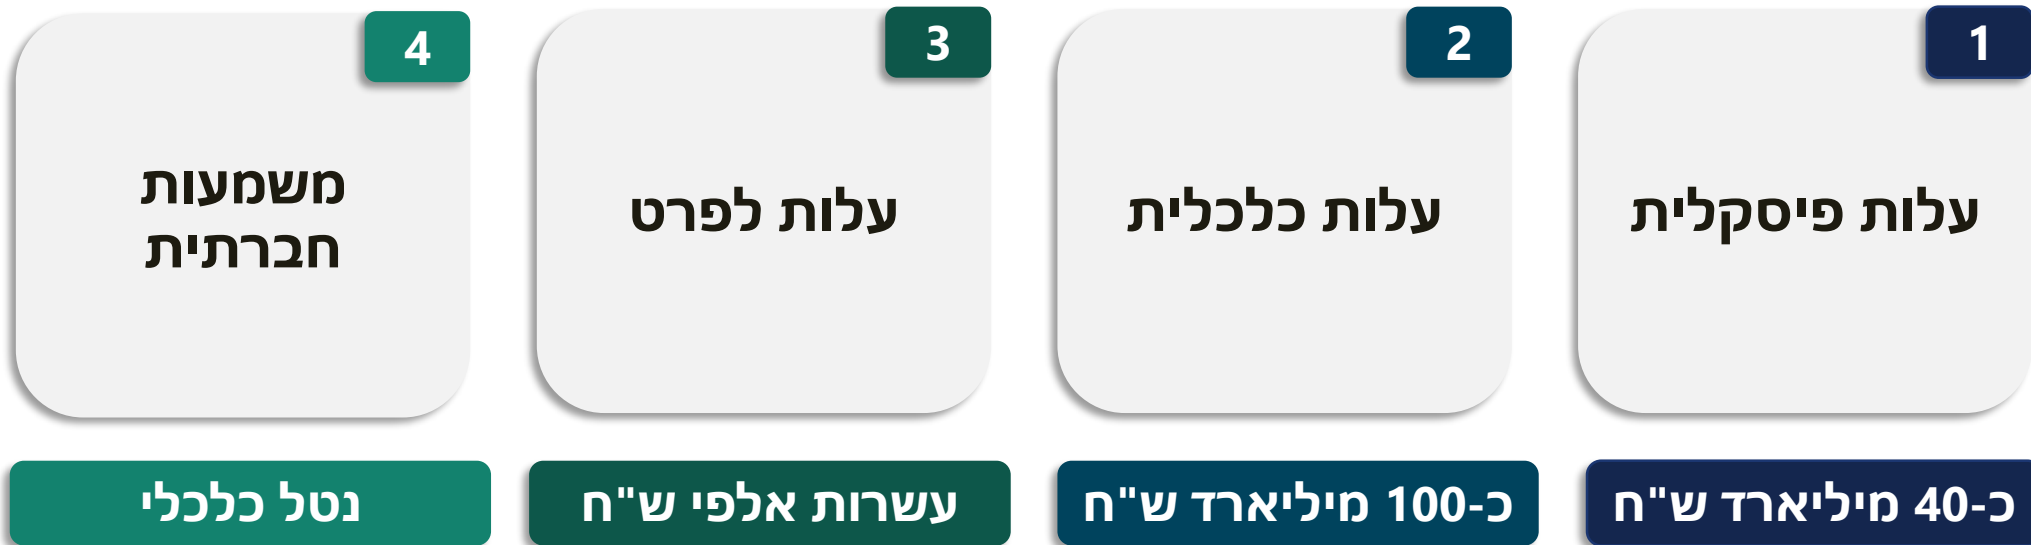 1
עלות פיסקלית
כ-40 מיליארד ש"ח
2
עלות כלכלית
כ-100 מיליארד ש"ח
3
עלות לפרט
עשרות אלפי ש"ח
4
משמעות
חברתית
נטל כלכלי